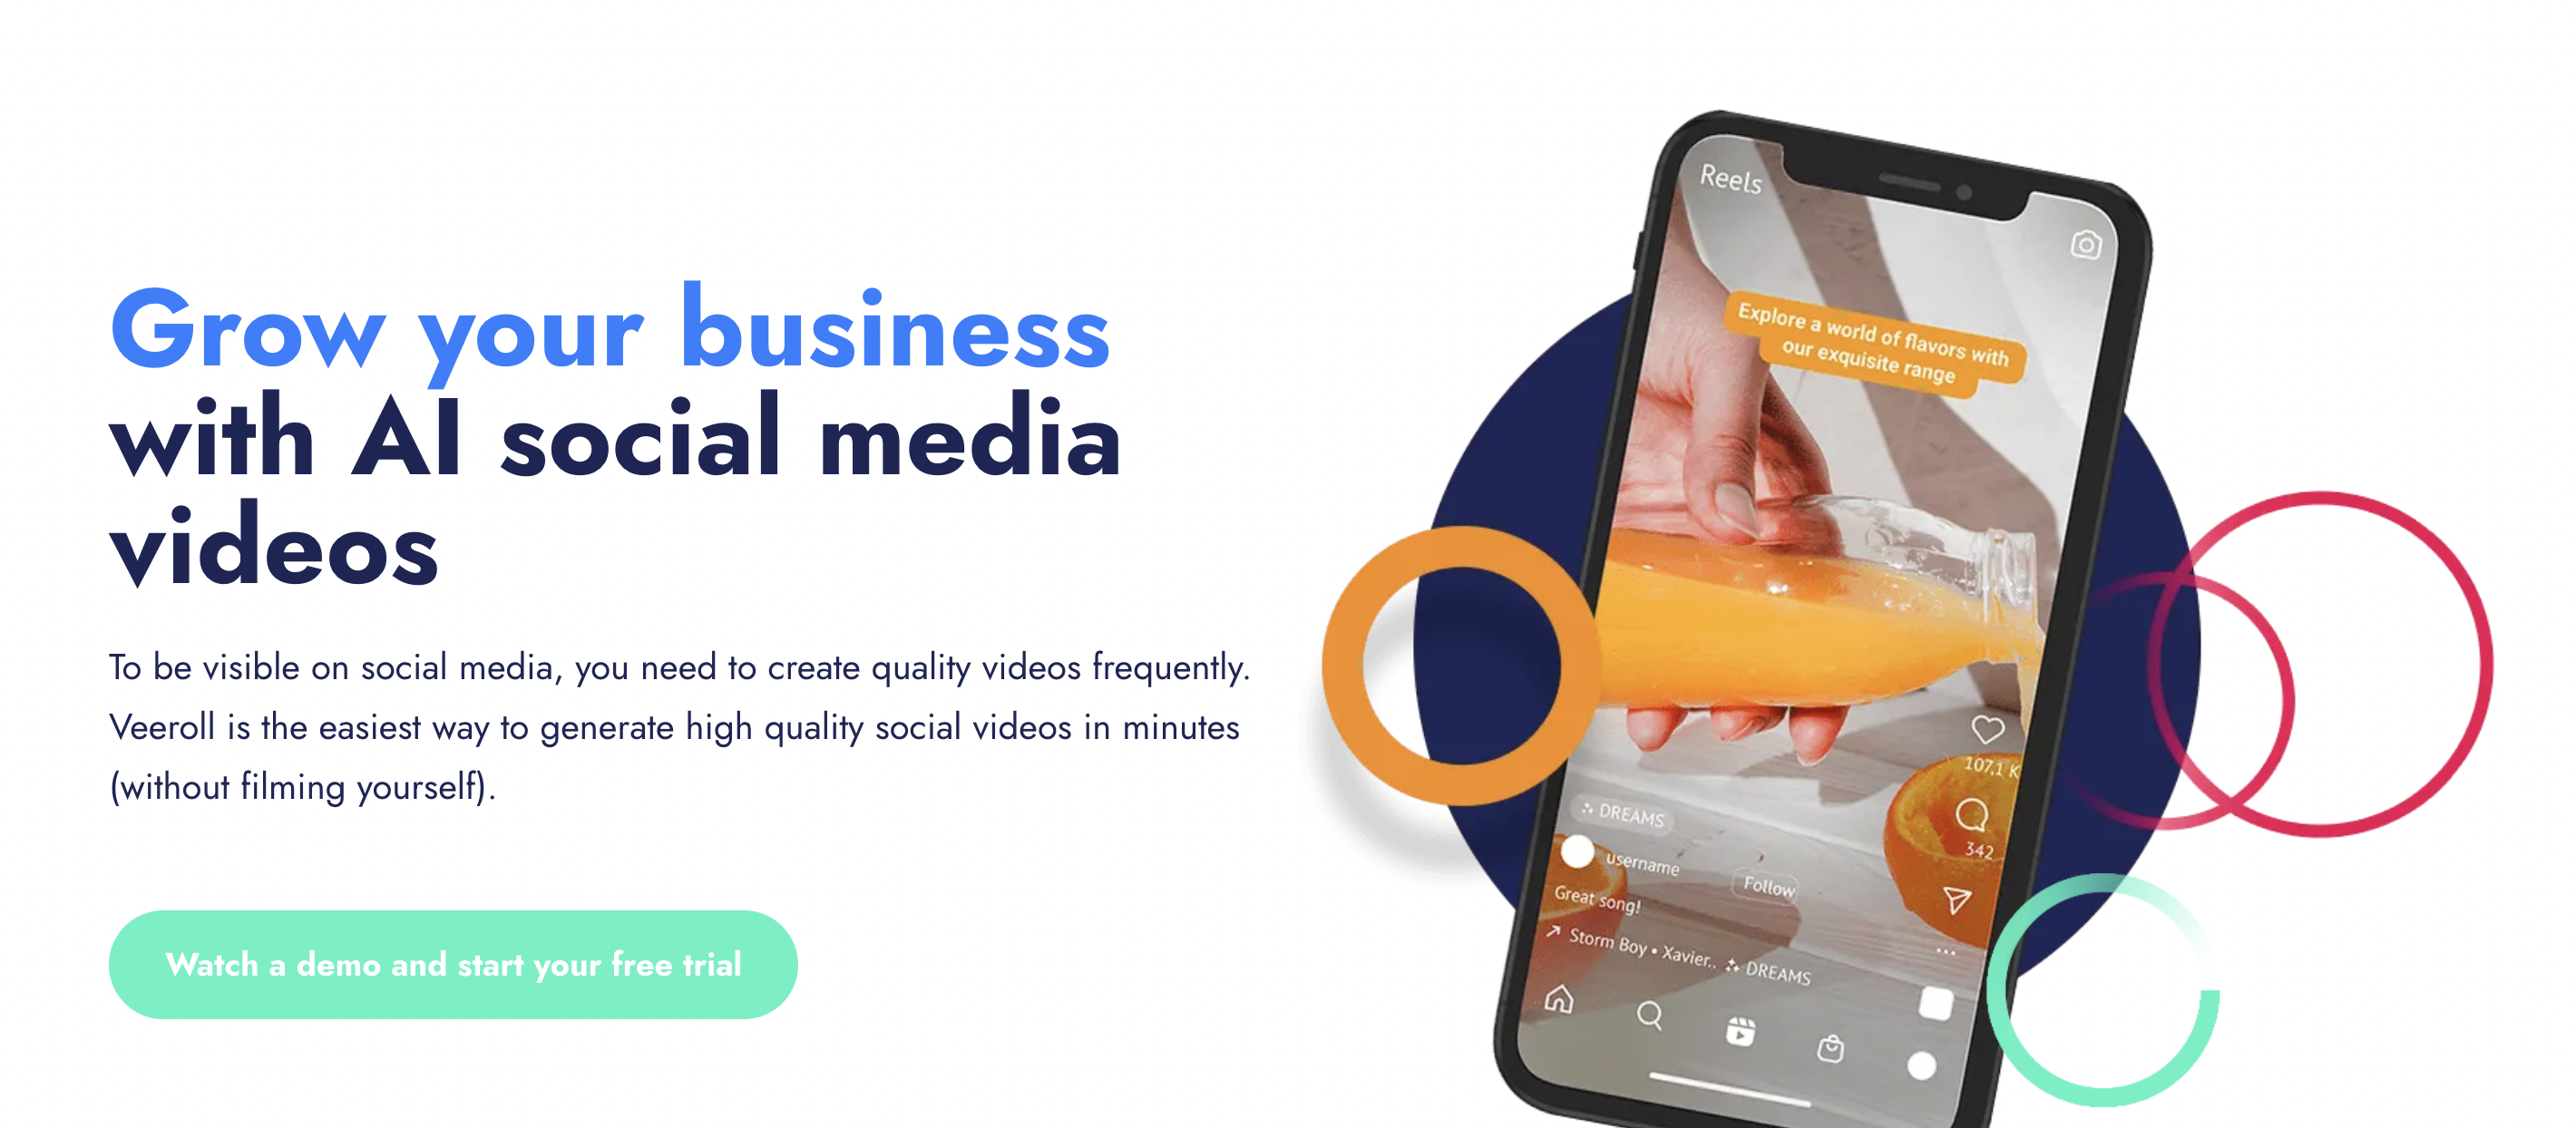 Grow your business
with AI social media
videos
To be visible on social media, you need to create quality videos frequently.
Veeroll is the easiest way to generate high quality social videos in minutes
(without filming yourself).
Watch a demo and start your free trial
Reels
Explore a world of flavors with
our exquisite range
107,1 K
342
DREAMS
username
Follow
Great song!
Storm Boy • Xavier.. DREAMS